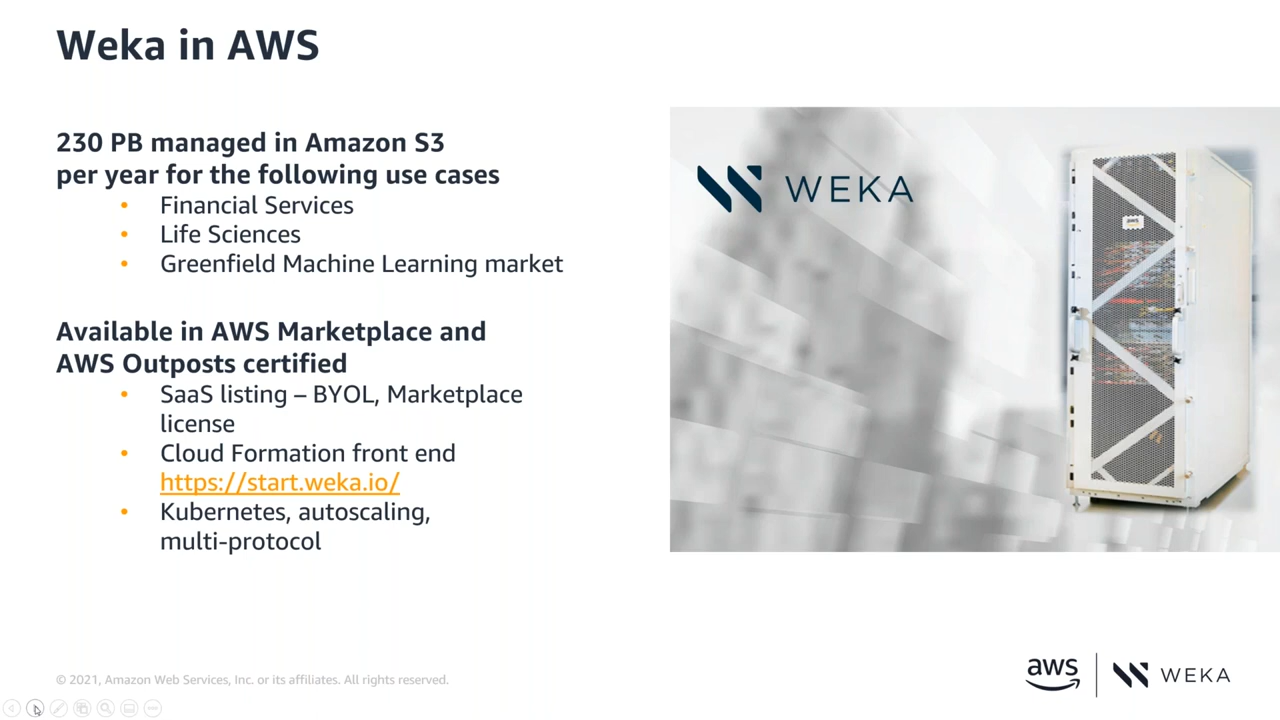 Weka in AWS
230 PB managed in Amazon S3
per year for the following use cases
• Financial Services
• Life Sciences
• Greenfield Machine Learning market
Available in AWS Marketplace and
AWS Outposts certified
• SaaS listing – BYOL, Marketplace
license
• Cloud Formation front end
https://start.weka.io/
• Kubernetes, autoscaling,
multi-protocol
WEKA
© 2021, Amazon Web Services, Inc. or its affiliates. All rights reserved.
aws
WEKA